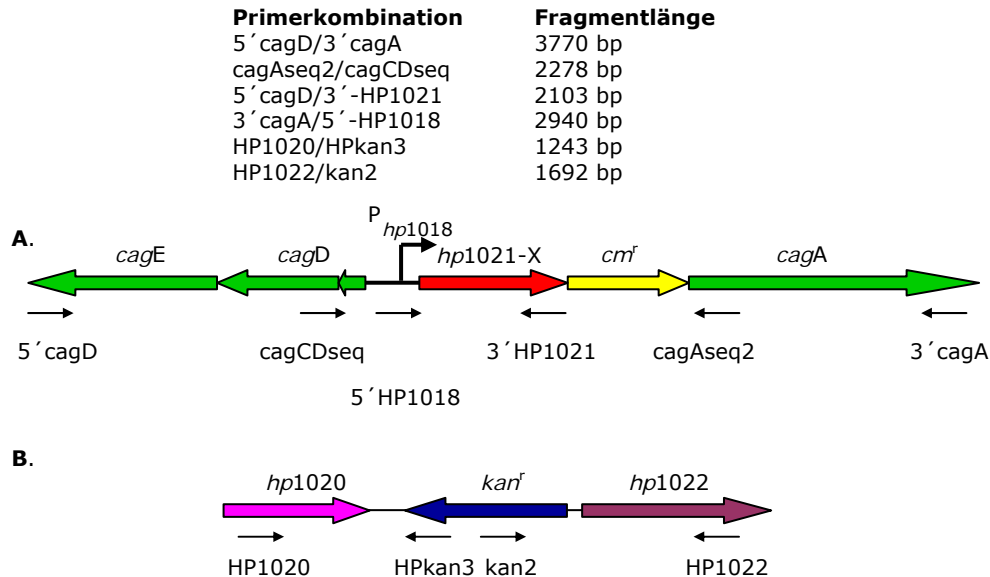 Primerkombination Fragmentlänge
5´cagD/3´cagA 3770 bp
cagAseq2/cagCDseq 2278 bp
5´cagD/3´-HP1021 2103 bp
3´cagA/5´-HP1018 2940 bp
HP1020/HPkan3 1243 bp
HP1022/kan2 1692 bp
P hp1018
A.
cagE cagD hp1021-X cmʳ cagA
5´cagD cagCDseq 3´HP1021 cagAseq2 3´cagA
5´HP1018
B.
hp1020 kanʳ hp1022
HP1020 HPkan3 kan2 HP1022